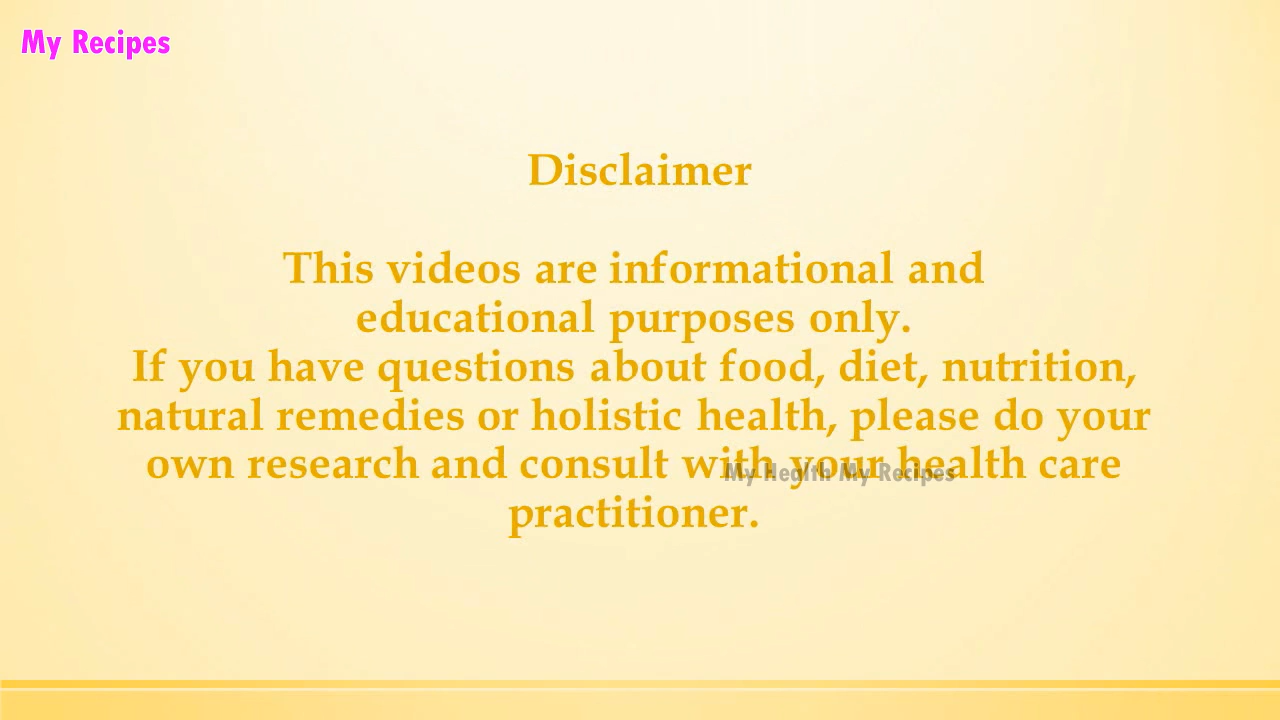 My Recipes
Disclaimer
This videos are informational and
educational purposes only.
If you have questions about food, diet, nutrition,
natural remedies or holistic health, please do your
own research and consult with your health care
My Health My Recipes
practitioner.